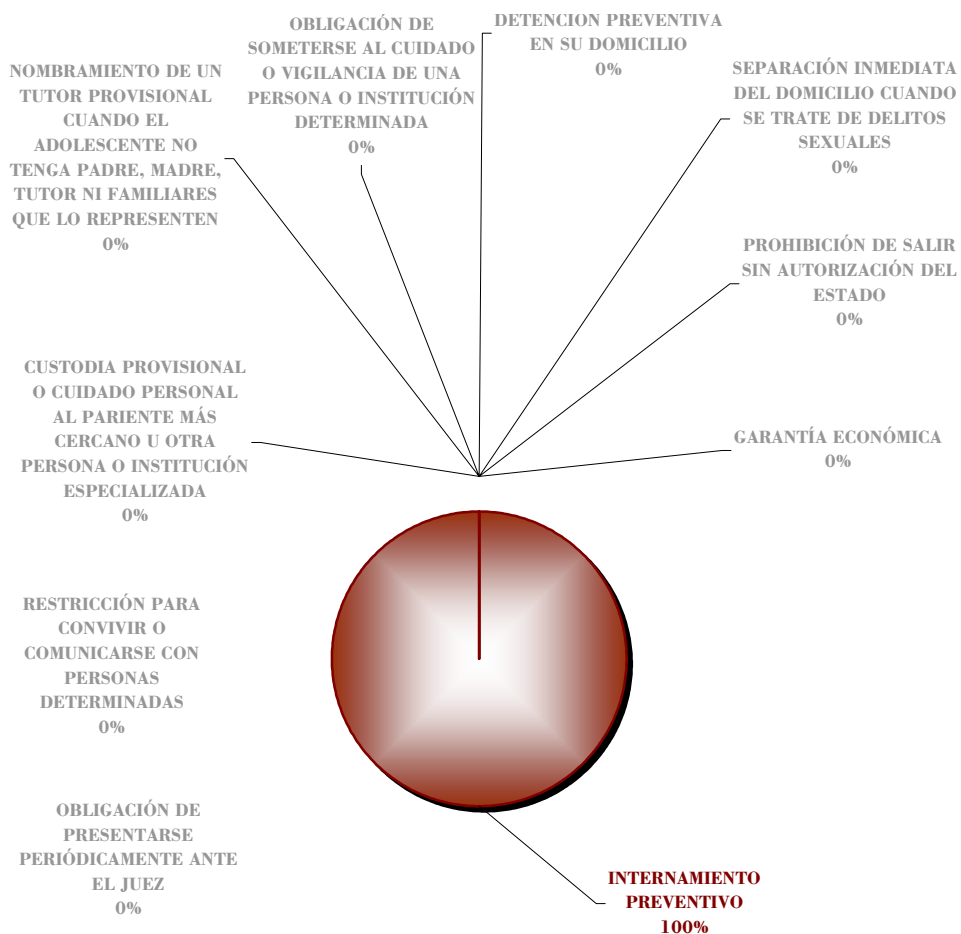 OBLIGACIÓN DE
SOMETERSE AL CUIDADO
O VIGILANCIA DE UNA
PERSONA O INSTITUCIÓN
DETERMINADA
0%
DETENCION PREVENTIVA
EN SU DOMICILIO
0%
SEPARACIÓN INMEDIATA
DEL DOMICILIO CUANDO
SE TRATE DE DELITOS
SEXUALES
0%
NOMBRAMIENTO DE UN
TUTOR PROVISIONAL
CUANDO EL
ADOLESCENTE NO
TENGA PADRE, MADRE,
TUTOR NI FAMILIARES
QUE LO REPRESENTEN
0%
PROHIBICIÓN DE SALIR
SIN AUTORIZACIÓN DEL
ESTADO
0%
CUSTODIA PROVISIONAL
O CUIDADO PERSONAL
AL PARIENTE MÁS
CERCANO U OTRA
PERSONA O INSTITUCIÓN
ESPECIALIZADA
0%
GARANTÍA ECONÓMICA
0%
RESTRICCIÓN PARA
CONVIVIR O
COMUNICARSE CON
PERSONAS
DETERMINADAS
0%
OBLIGACIÓN DE
PRESENTARSE
PERIÓDICAMENTE ANTE
EL JUEZ
0%
INTERNAMIENTO
PREVENTIVO
100%